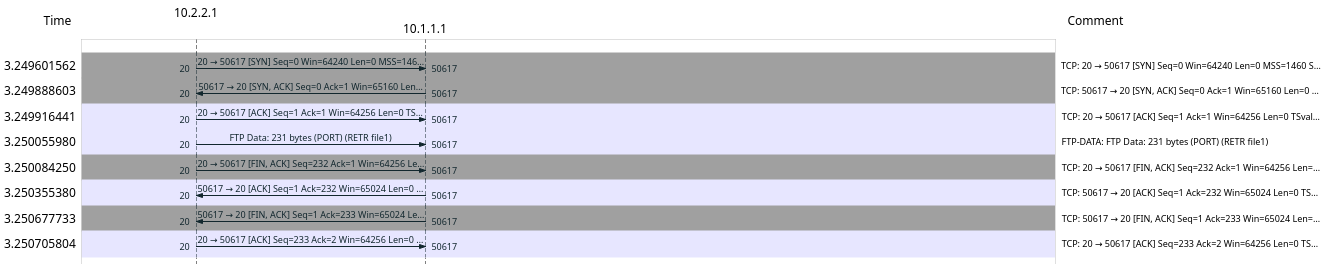 Time 10.2.2.1 10.1.1.1 Comment
3.249601562 20 20 → 50617 [SYN] Seq=0 Win=64240 Len=0 MSS=146... 50617 TCP: 20 → 50617 [SYN] Seq=0 Win=64240 Len=0 MSS=1460 S...
3.249888603 20 50617 → 20 [SYN, ACK] Seq=0 Ack=1 Win=65160 Len... 50617 TCP: 50617 → 20 [SYN, ACK] Seq=0 Ack=1 Win=65160 Len=0 ...
3.249916441 20 20 → 50617 [ACK] Seq=1 Ack=1 Win=64256 Len=0 TS... 50617 TCP: 20 → 50617 [ACK] Seq=1 Ack=1 Win=64256 Len=0 TSval...
3.250055980 20 FTP Data: 231 bytes (PORT) (RETR file1) 50617 FTP-DATA: FTP Data: 231 bytes (PORT) (RETR file1)
3.250084250 20 20 → 50617 [FIN, ACK] Seq=232 Ack=1 Win=64256 Le... 50617 TCP: 20 → 50617 [FIN, ACK] Seq=232 Ack=1 Win=64256 Len=...
3.250355380 20 50617 → 20 [ACK] Seq=1 Ack=232 Win=65024 Len=0 ... 50617 TCP: 50617 → 20 [ACK] Seq=1 Ack=232 Win=65024 Len=0 TS...
3.250677733 20 50617 → 20 [FIN, ACK] Seq=1 Ack=233 Win=65024 Le... 50617 TCP: 50617 → 20 [FIN, ACK] Seq=1 Ack=233 Win=65024 Len=...
3.250705804 20 20 → 50617 [ACK] Seq=233 Ack=2 Win=64256 Len=0 ... 50617 TCP: 20 → 50617 [ACK] Seq=233 Ack=2 Win=64256 Len=0 TS...